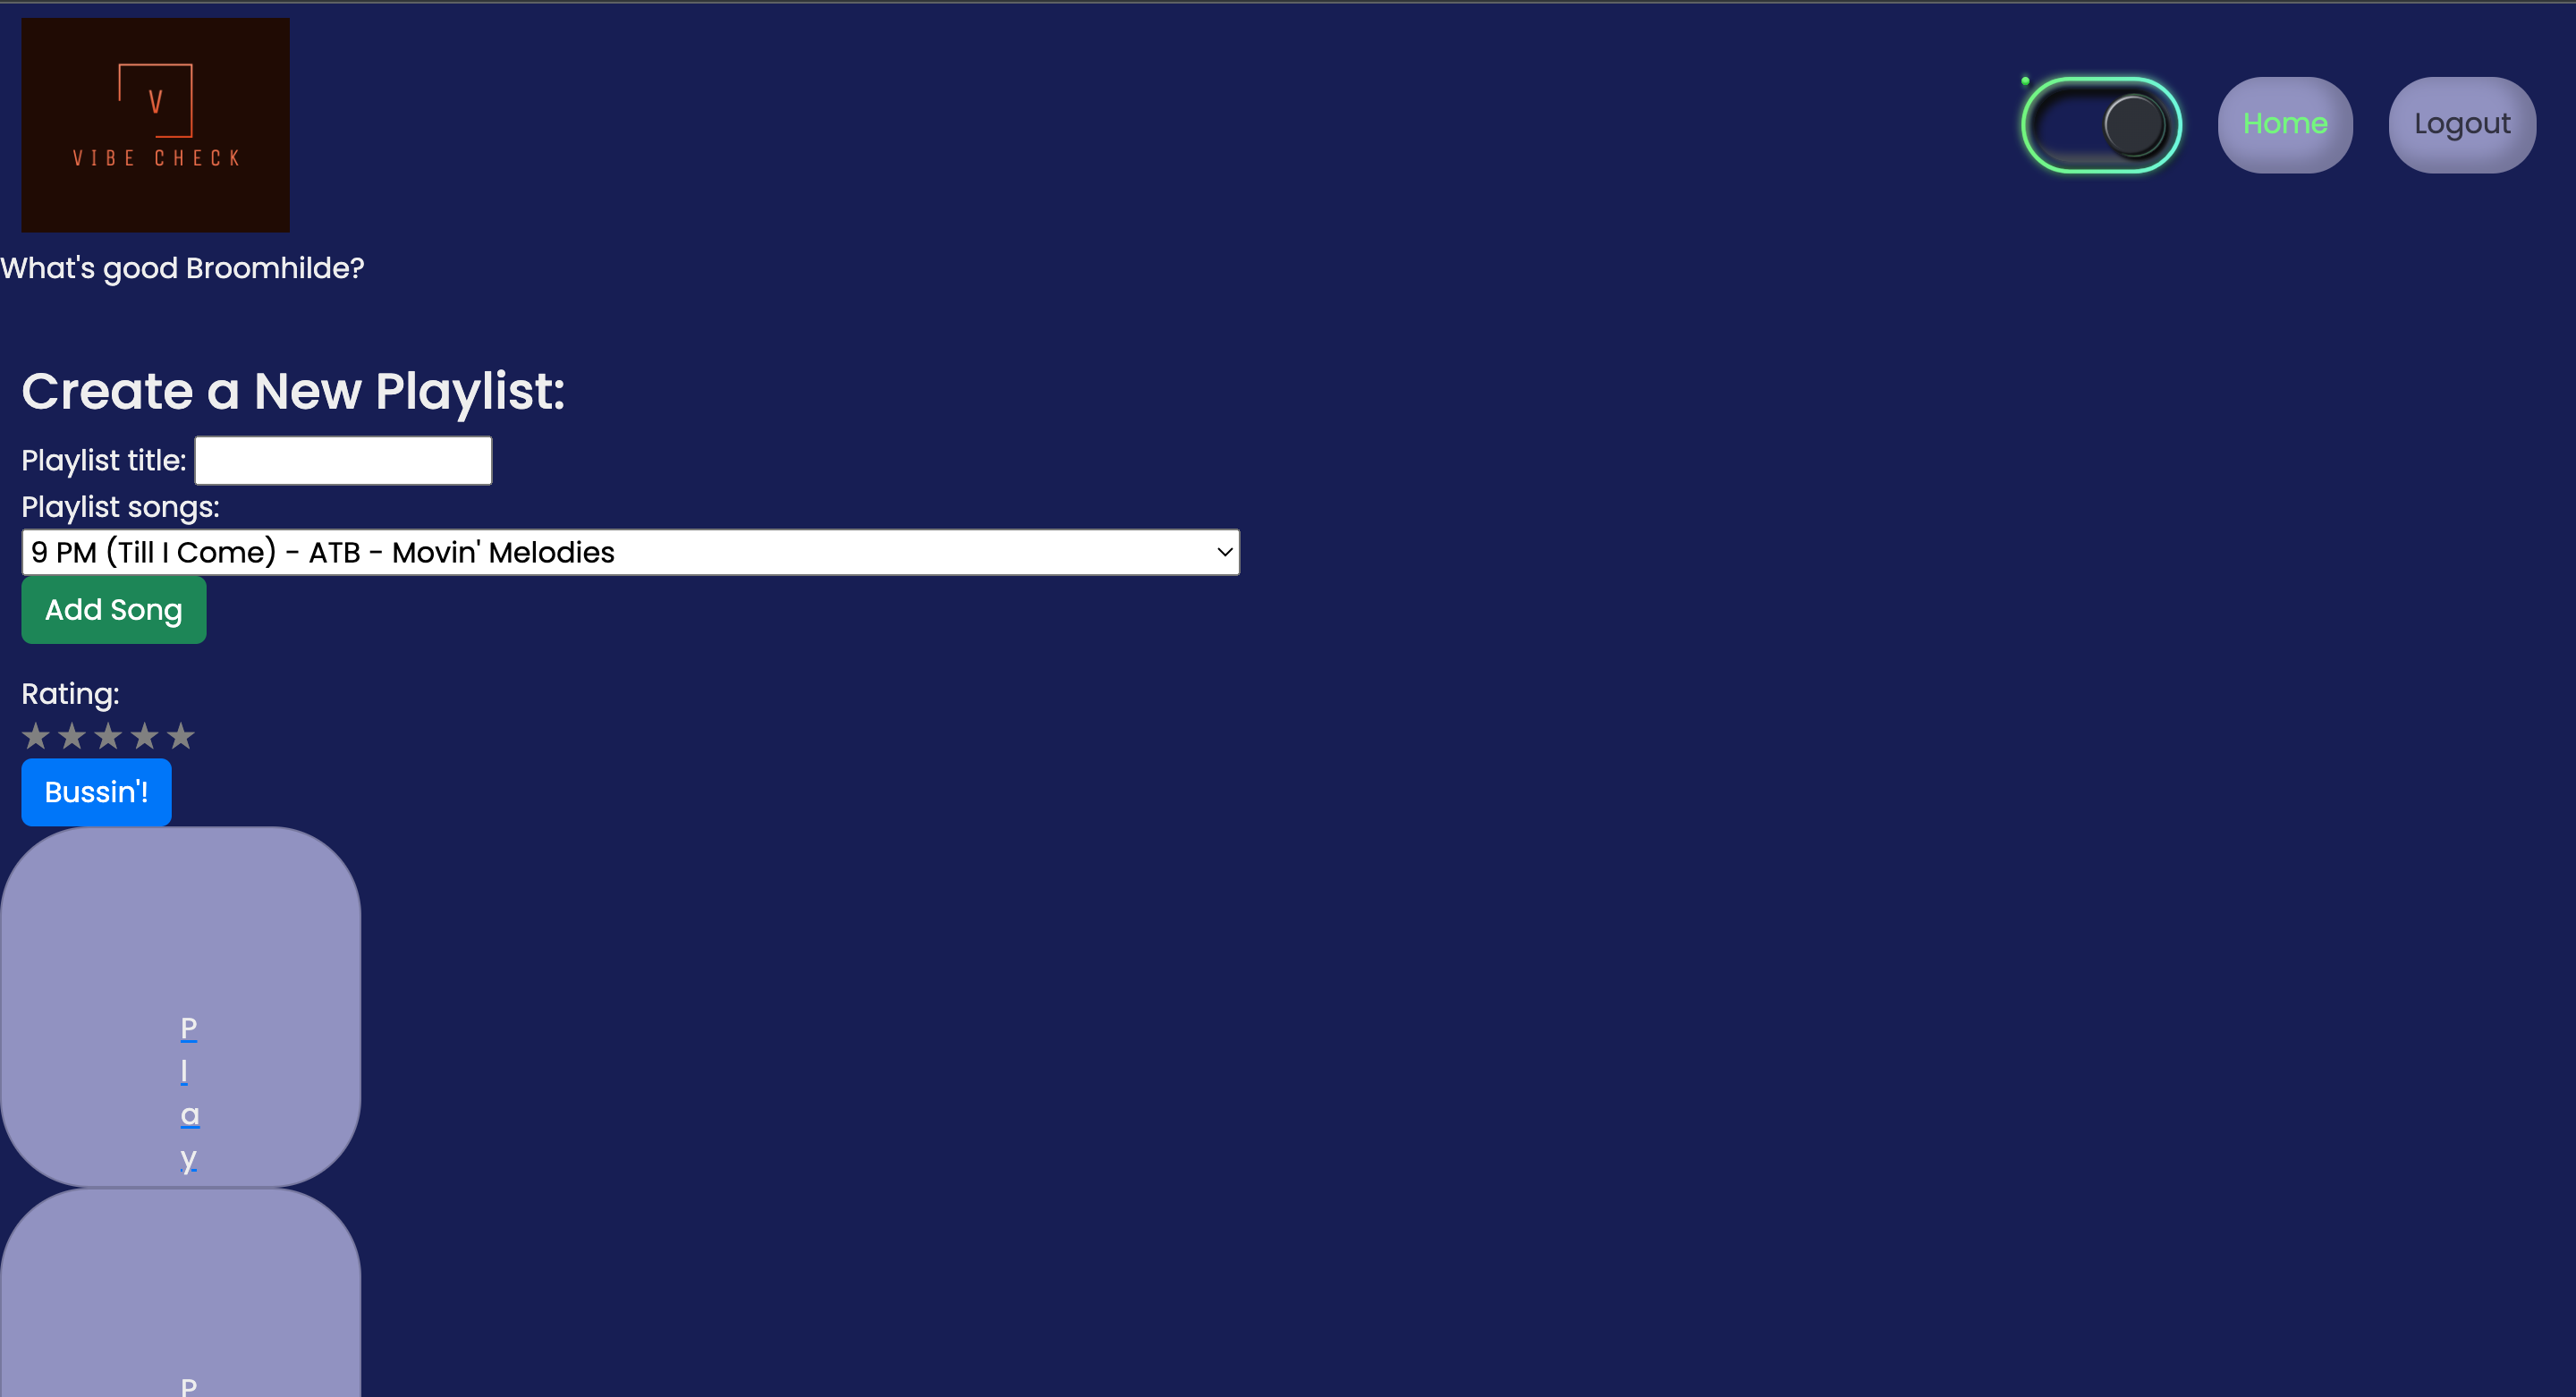 V
VIBE CHECK
Home
Logout
What's good Broomhilde?
Create a New Playlist:
Playlist title:
Playlist songs:
9 PM (Till I Come) - ATB - Movin' Melodies
Add Song
Rating:
★★★★★
Bussin'!
P
l
a
y
P